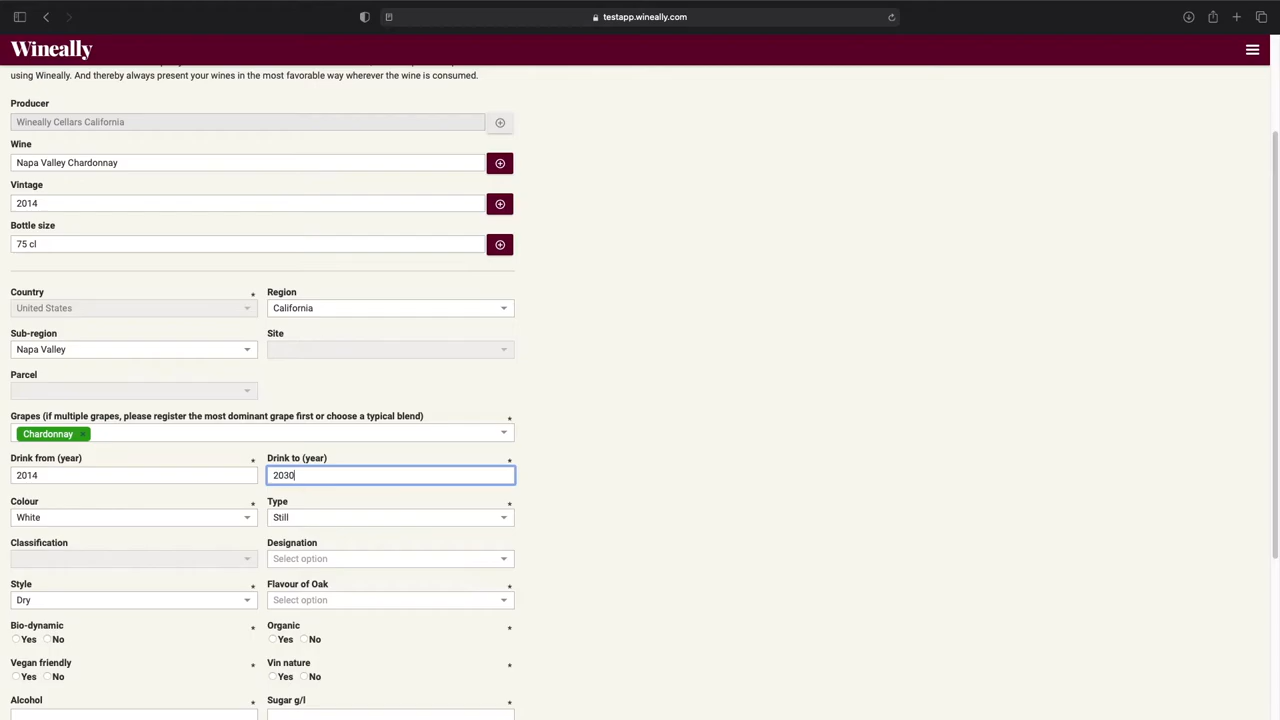 testapp.wineally.com
Wineally
using Wineally. And thereby always present your wines in the most favorable way wherever the wine is consumed.
Producer
Wineally Cellars California
Wine
Napa Valley Chardonnay
Vintage
2014
Bottle size
75 cl
Country * Region
United States California
Sub-region Site
Napa Valley
Parcel
Grapes (if multiple grapes, please register the most dominant grape first or choose a typical blend) *
Chardonnay ×
Drink from (year) * Drink to (year) *
2014 2030
Colour * Type *
White Still
Classification Designation
Select option
Style * Flavour of Oak *
Dry Select option
Bio-dynamic * Organic *
Yes No Yes No
Vegan friendly * Vin nature *
Yes No Yes No
Alcohol * Sugar g/l *